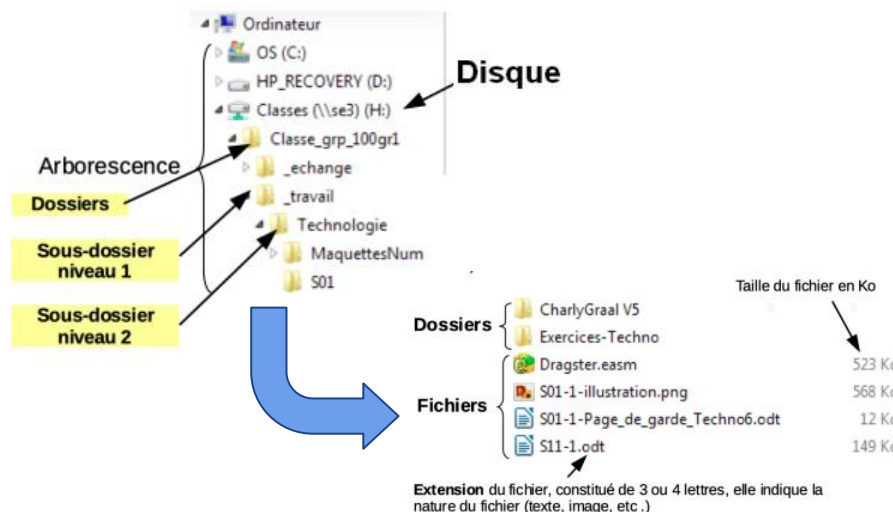 Ordinateur
OS (C:)
HP_RECOVERY (D:)
Disque
Classes (\\se3) (H:)
Classe_grp_100gr1
Arborescence
_echange
Dossiers
_travail
Technologie
Sous-dossier
niveau 1
MaquettesNum
S01
Sous-dossier
niveau 2
Taille du fichier en Ko
Dossiers
CharlyGraal V5
Exercices-Techno
Fichiers
Dragster.easm 523 Ko
S01-1-illustration.png 568 Ko
S01-1-Page_de_garde_Techno6.odt 12 Ko
S11-1.odt 149 Ko
Extension du fichier, constitué de 3 ou 4 lettres, elle indique la
nature du fichier (texte, image, etc .)